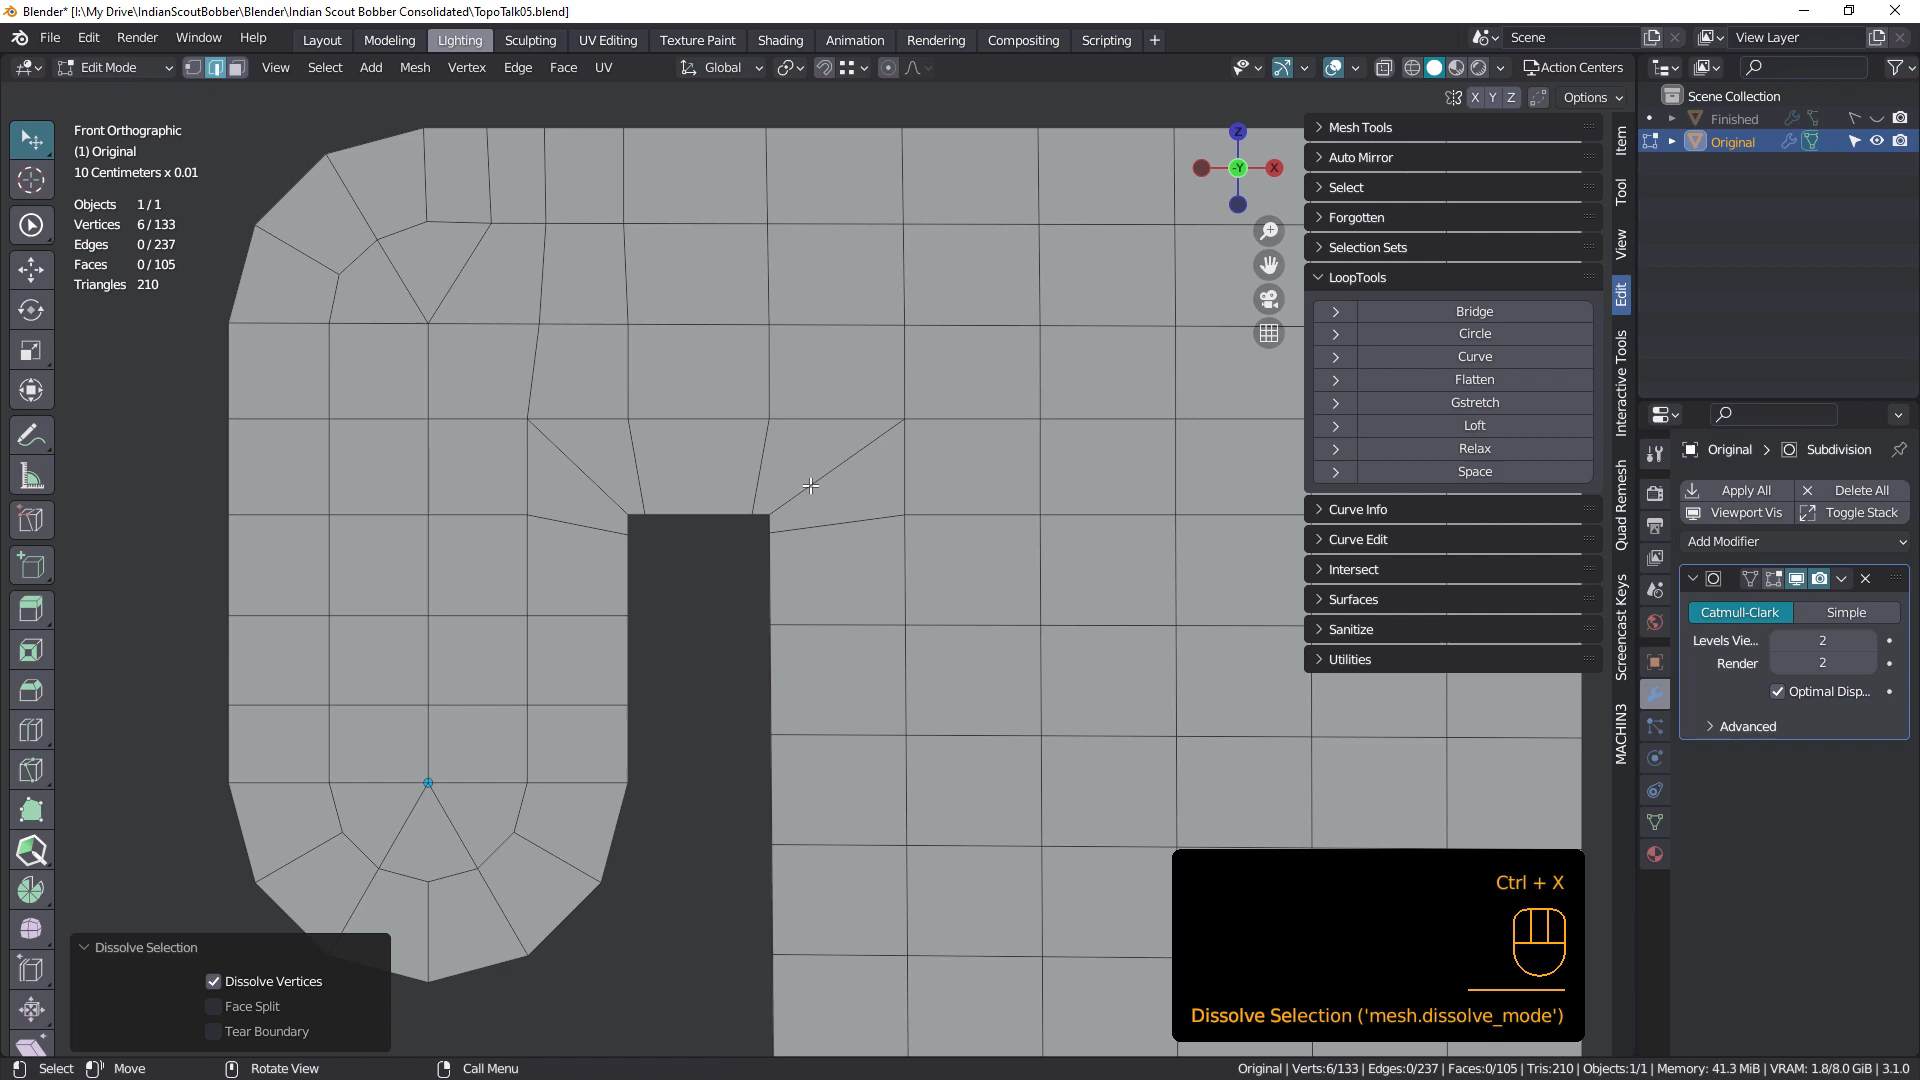 Blender* [I:\My Drive\IndianScoutBobber\Blender\Indian Scout Bobber Consolidated\TopoTalk05.blend]
File Edit Render Window Help Layout Modeling Lighting Sculpting UV Editing Texture Paint Shading Animation Rendering Compositing Scripting + Scene View Layer
Edit Mode View Select Add Mesh Vertex Edge Face UV Global Action Centers
X Y Z Options
Front Orthographic
(1) Original
10 Centimeters x 0.01
Objects 1/1
Vertices 6/133
Edges 0/237
Faces 0/105
Triangles 210
Z
-Y X
Mesh Tools
Auto Mirror
Select
Forgotten
Selection Sets
LoopTools
Bridge
Circle
Curve
Flatten
Gstretch
Loft
Relax
Space
Curve Info
Curve Edit
Intersect
Surfaces
Sanitize
Utilities
Item
Tool
View
Edit
Interactive Tools
Quad Remesh
Screencast Keys
MACHIN3
Scene Collection
Finished
Original
Original > Subdivision
Apply All Delete All
Viewport Vis Toggle Stack
Add Modifier
Catmull-Clark Simple
Levels Vie... 2
Render 2
Optimal Disp...
Advanced
Ctrl + X
Dissolve Selection ('mesh.dissolve_mode')
Dissolve Selection
Dissolve Vertices
Face Split
Tear Boundary
Select Move Rotate View Call Menu Original | Verts:6/133 | Edges:0/237 | Faces:0/105 | Tris:210 | Objects:1/1 | Memory: 41.3 MiB | VRAM: 1.8/8.0 GiB | 3.1.0